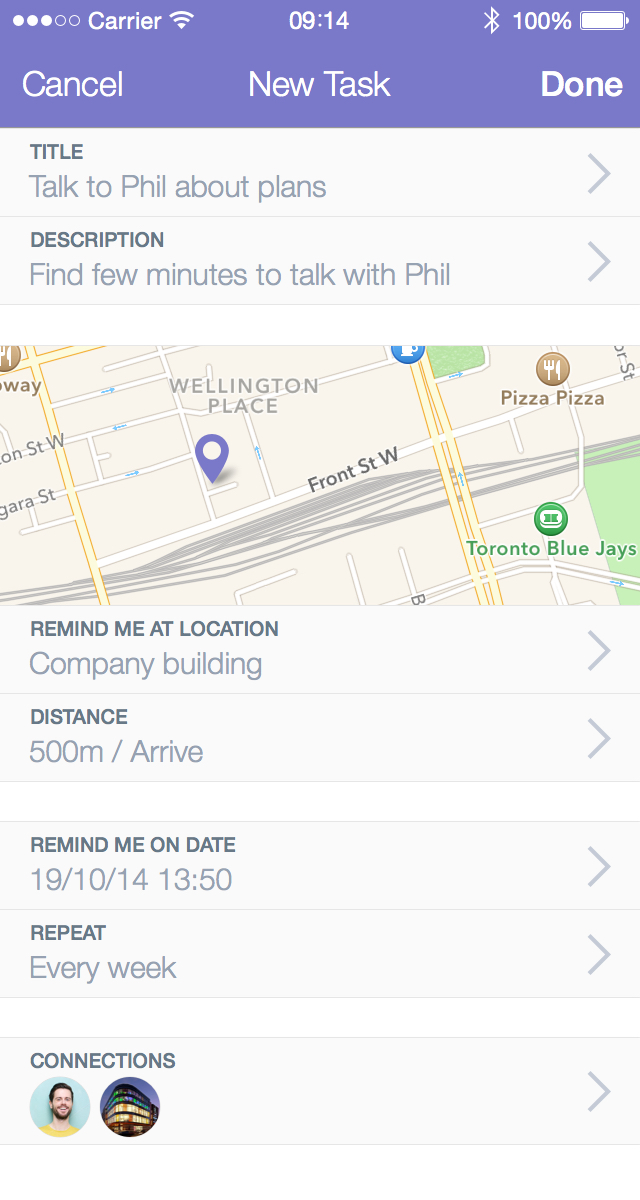 Carrier 09:14 100%
Cancel New Task Done
TITLE
Talk to Phil about plans
DESCRIPTION
Find few minutes to talk with Phil
oway
WELLINGTON
PLACE
Pizza Pizza
or St
on St W
Front St W
gara St
Toronto Blue Jays
B
REMIND ME AT LOCATION
Company building
DISTANCE
500m / Arrive
REMIND ME ON DATE
19/10/14 13:50
REPEAT
Every week
CONNECTIONS